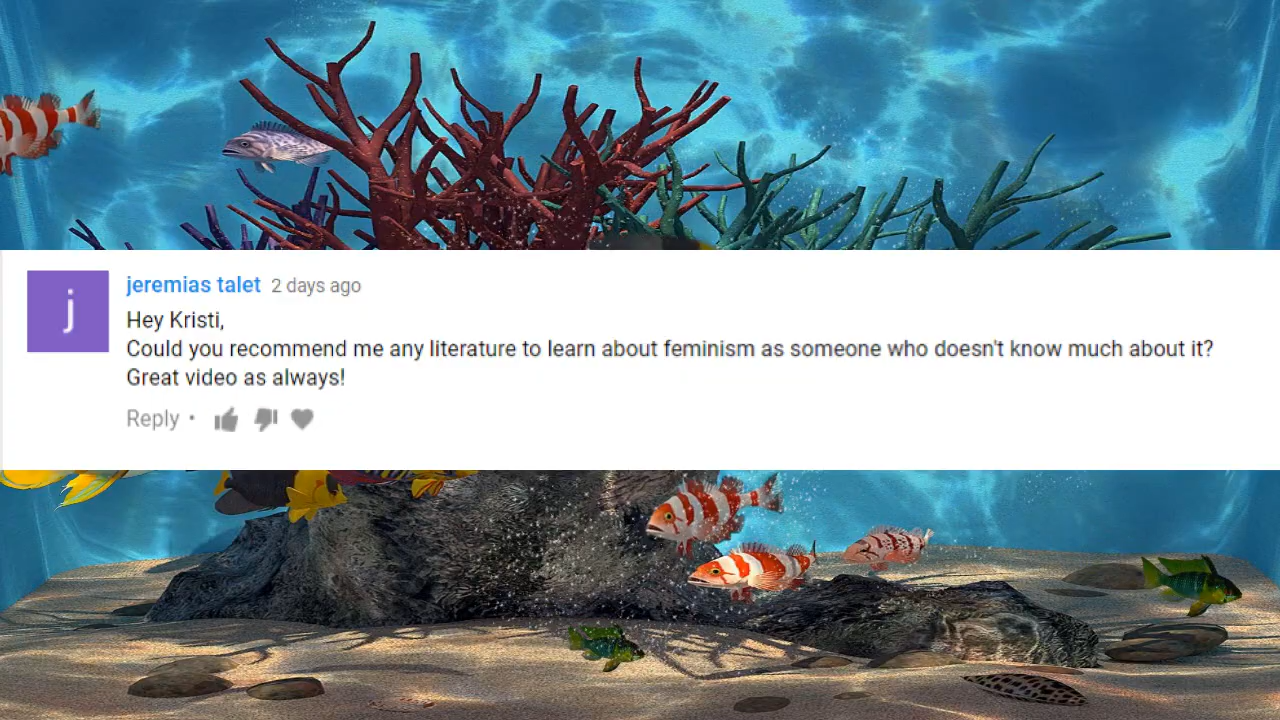 j
jeremias talet 2 days ago
Hey Kristi,
Could you recommend me any literature to learn about feminism as someone who doesn't know much about it?
Great video as always!
Reply •